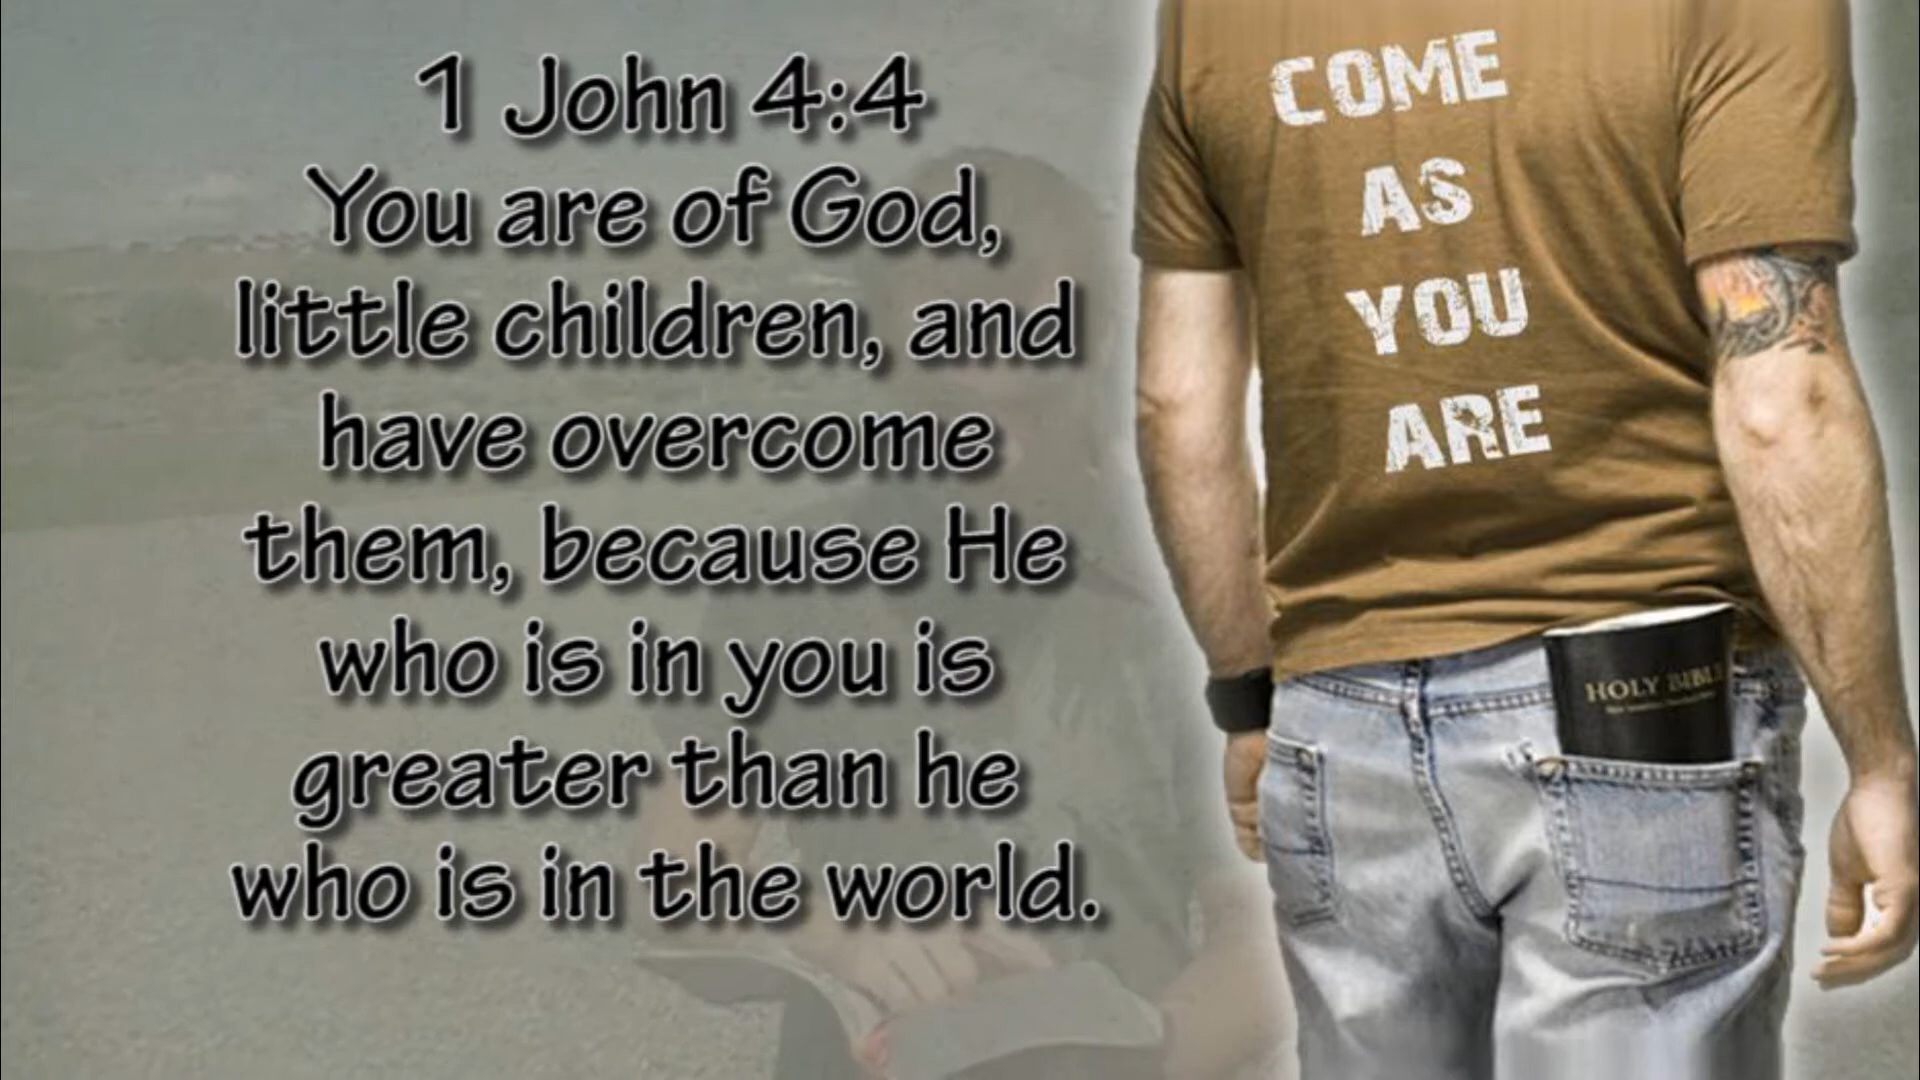 1 John 4:4
You are of God,
little children, and
have overcome
them, because He
who is in you is
greater than he
who is in the world.
COME
AS
YOU
ARE
HOLY BIBLE